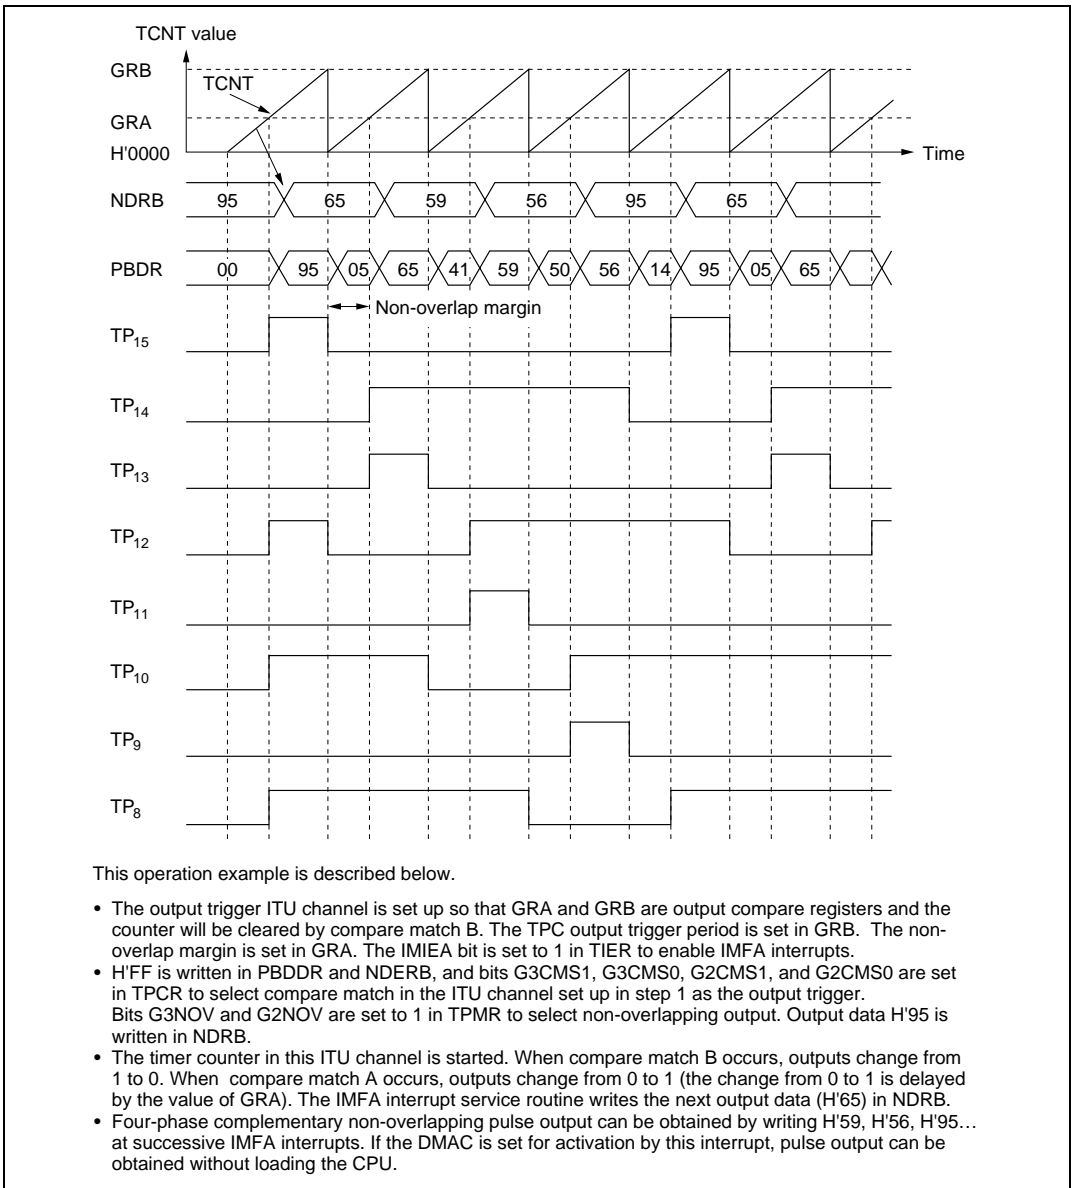 TCNT value
GRB
TCNT
GRA
H'0000
Time
NDRB 95 65 59 56 95 65
PBDR 00 95 05 65 41 59 50 56 14 95 05 65
Non-overlap margin
TP15
TP14
TP13
TP12
TP11
TP10
TP9
TP8
This operation example is described below.
• The output trigger ITU channel is set up so that GRA and GRB are output compare registers and the
counter will be cleared by compare match B. The TPC output trigger period is set in GRB. The non-
overlap margin is set in GRA. The IMIEA bit is set to 1 in TIER to enable IMFA interrupts.
• H'FF is written in PBDDR and NDERB, and bits G3CMS1, G3CMS0, G2CMS1, and G2CMS0 are set
in TPCR to select compare match in the ITU channel set up in step 1 as the output trigger.
Bits G3NOV and G2NOV are set to 1 in TPMR to select non-overlapping output. Output data H'95 is
written in NDRB.
• The timer counter in this ITU channel is started. When compare match B occurs, outputs change from
1 to 0. When compare match A occurs, outputs change from 0 to 1 (the change from 0 to 1 is delayed
by the value of GRA). The IMFA interrupt service routine writes the next output data (H'65) in NDRB.
• Four-phase complementary non-overlapping pulse output can be obtained by writing H'59, H'56, H'95…
at successive IMFA interrupts. If the DMAC is set for activation by this interrupt, pulse output can be
obtained without loading the CPU.